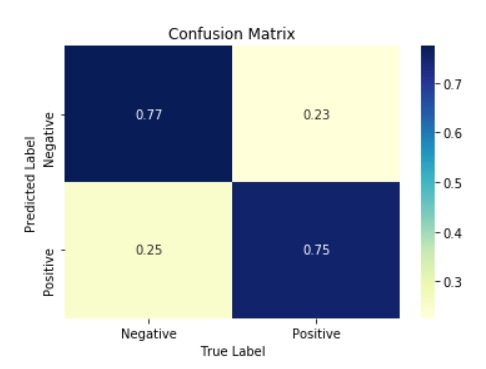 Confusion Matrix
Predicted Label
Negative
Positive
0.77
0.23
0.25
0.75
Negative
Positive
True Label
0.7
0.6
0.5
0.4
0.3